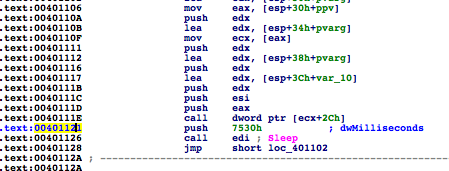 .text:00401106 mov eax, [esp+30h+ppv]
.text:0040110A push edx
.text:0040110B lea edx, [esp+34h+pvarg]
.text:0040110F mov ecx, [eax]
.text:00401111 push edx
.text:00401112 lea edx, [esp+38h+pvarg]
.text:00401116 push edx
.text:00401117 lea edx, [esp+3Ch+var_10]
.text:0040111B push edx
.text:0040111C push esi
.text:0040111D push eax
.text:0040111E call dword ptr [ecx+2Ch]
.text:00401121 push 7530h ; dwMilliseconds
.text:00401126 call edi ; Sleep
.text:00401128 jmp short loc_401102
.text:0040112A ; ---------------------------------------------------------------
.text:0040112A